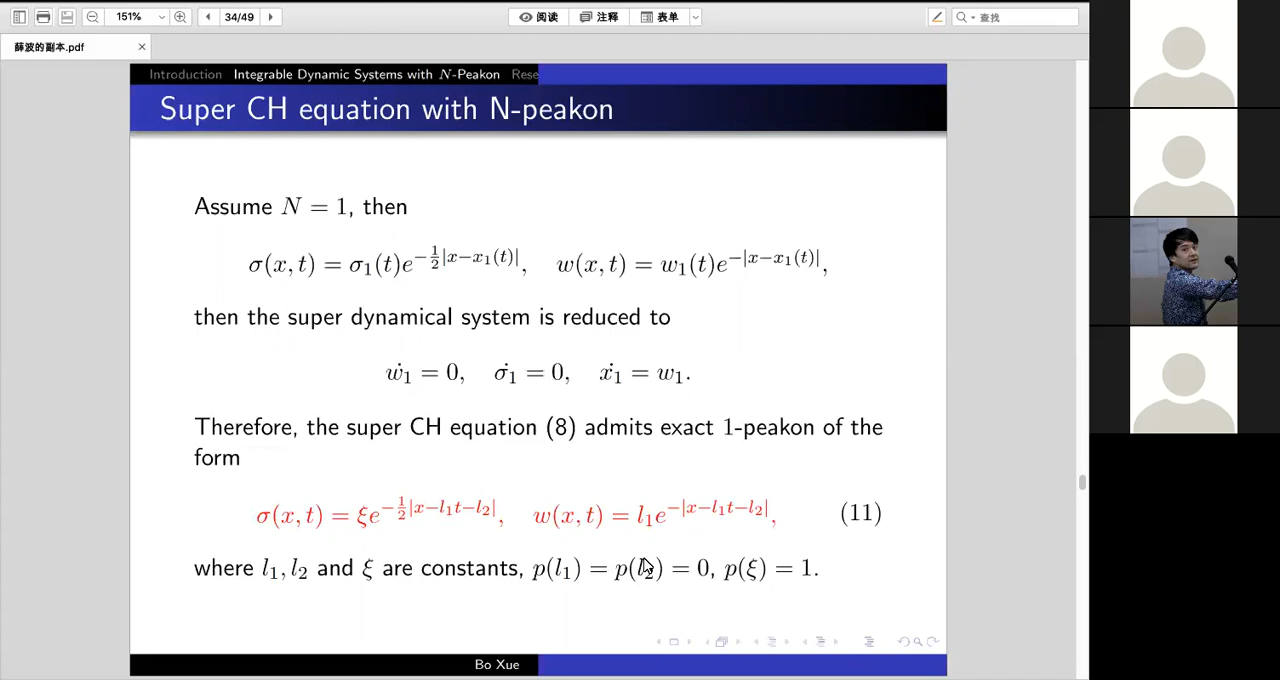 151% 34/49 阅读 注释 表单 查找
薛波的副本.pdf
Introduction Integrable Dynamic Systems with N-Peakon Rese
Super CH equation with N-peakon
Assume N = 1, then
σ(x, t) = σ₁(t)e^{-\frac{1}{2}|x−x₁(t)|}, w(x, t) = w₁(t)e^{−|x−x₁(t)|},
then the super dynamical system is reduced to
ẇ₁ = 0, σ̇₁ = 0, ẋ₁ = w₁.
Therefore, the super CH equation (8) admits exact 1-peakon of the
form
σ(x, t) = ξe^{-\frac{1}{2}|x−l₁t−l₂|}, w(x, t) = l₁e^{−|x−l₁t−l₂|}, (11)
where l₁, l₂ and ξ are constants, p(l₁) = p(l₂) = 0, p(ξ) = 1.
Bo Xue